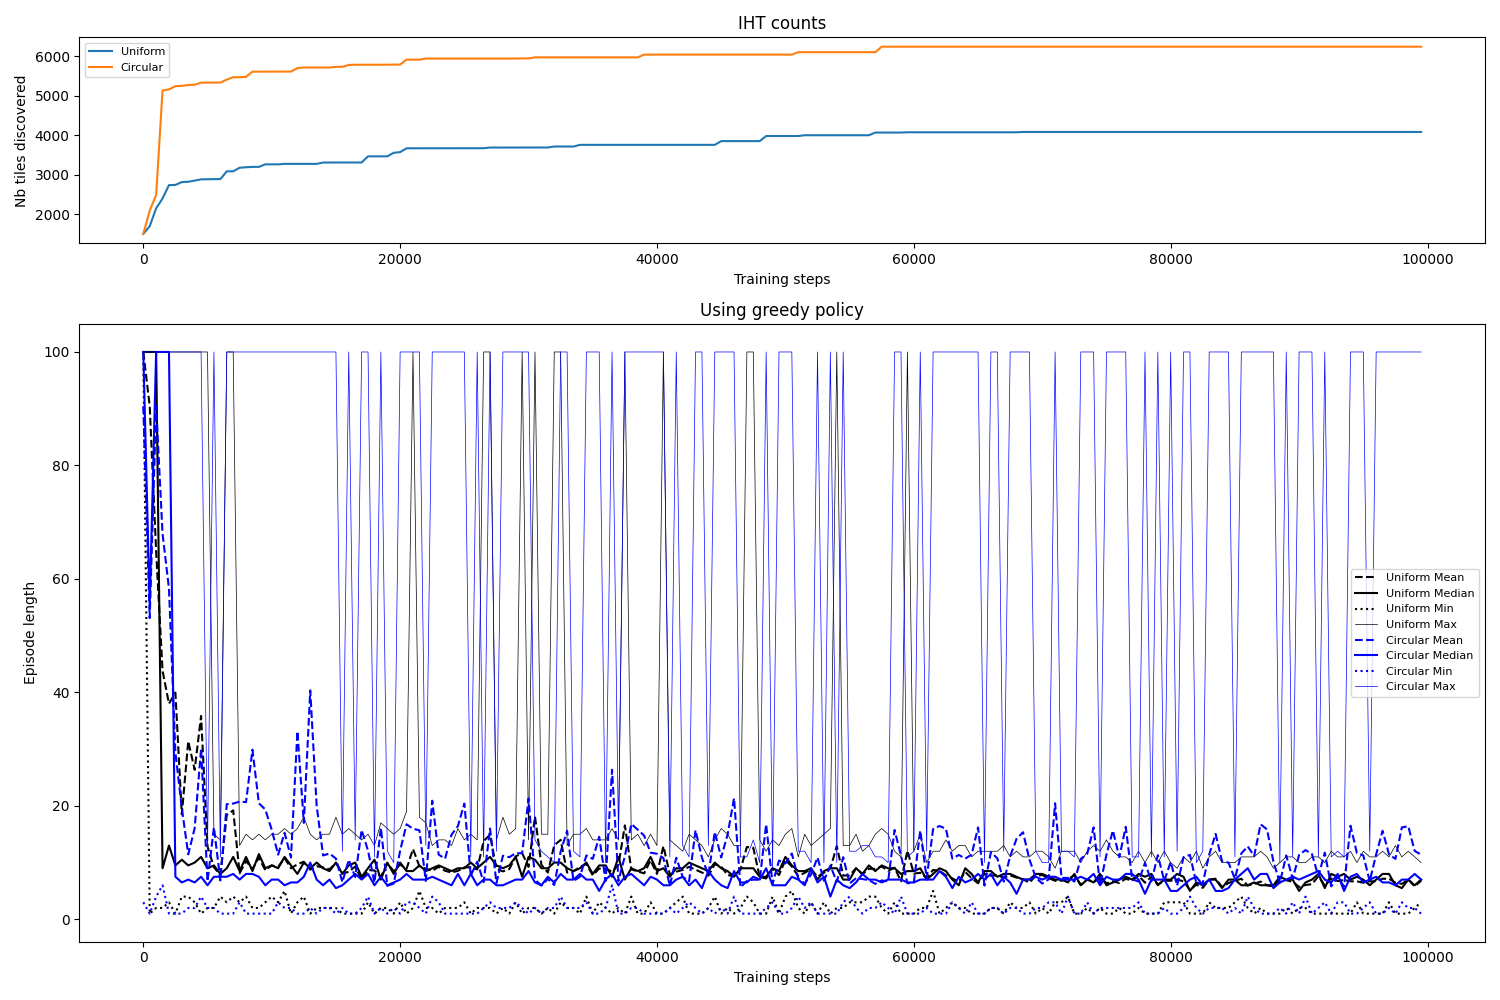 IHT counts
Nb tiles discovered
6000
5000
4000
3000
2000
Uniform
Circular
0
20000
40000
60000
80000
100000
Training steps
Using greedy policy
Episode length
100
80
60
40
20
0
Uniform Mean
Uniform Median
Uniform Min
Uniform Max
Circular Mean
Circular Median
Circular Min
Circular Max
0
20000
40000
60000
80000
100000
Training steps